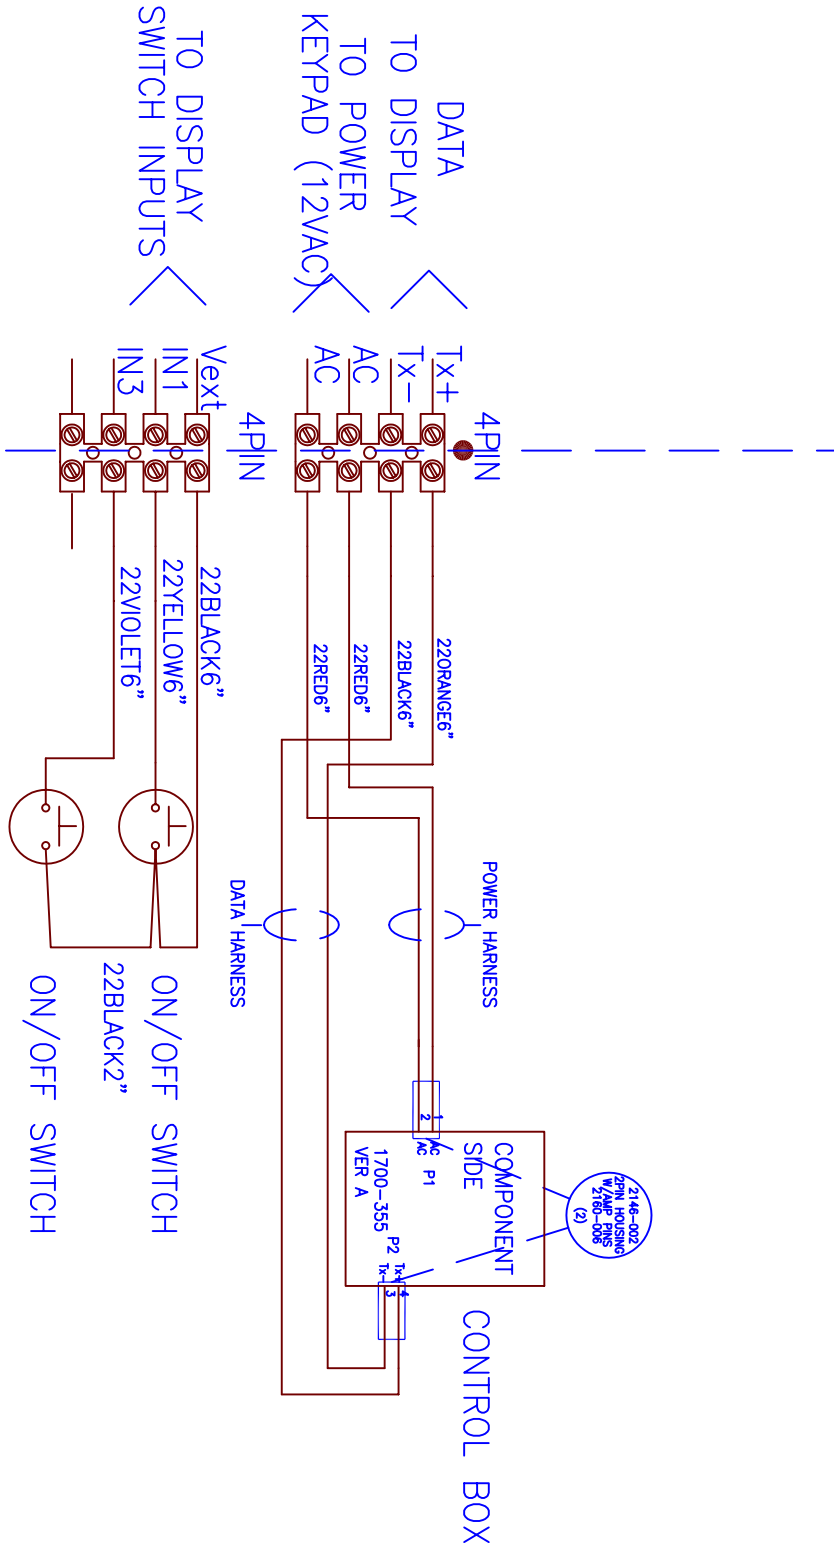 DATA
TO DISPLAY
TO POWER
KEYPAD (12VAC)
TO DISPLAY
SWITCH INPUTS
Tx+
Tx-
AC
AC
Vext
IN1
IN3
4PIN
4PIN
22ORANGE6"
22BLACK6"
22RED6"
22RED6"
22BLACK6"
22YELLOW6"
22VIOLET6"
POWER HARNESS
DATA HARNESS
ON/OFF SWITCH
22BLACK2"
ON/OFF SWITCH
1
2
AC
AC
P1
COMPONENT
SIDE
1700-355
VER A
P2
Tx+
Tx-
4
3
2146-002
2PIN HOUSING
W/AMP PINS
2160-006
(2)
CONTROL BOX